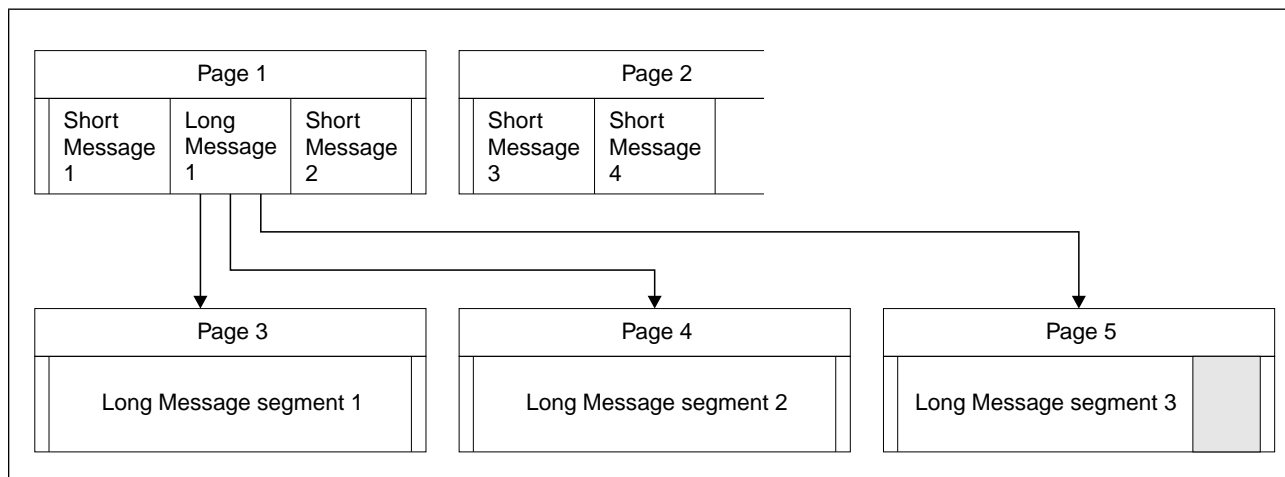 Page 1
Page 2
Short
Message
1
Long
Message
1
Short
Message
2
Short
Message
3
Short
Message
4
Page 3
Page 4
Page 5
Long Message segment 1
Long Message segment 2
Long Message segment 3